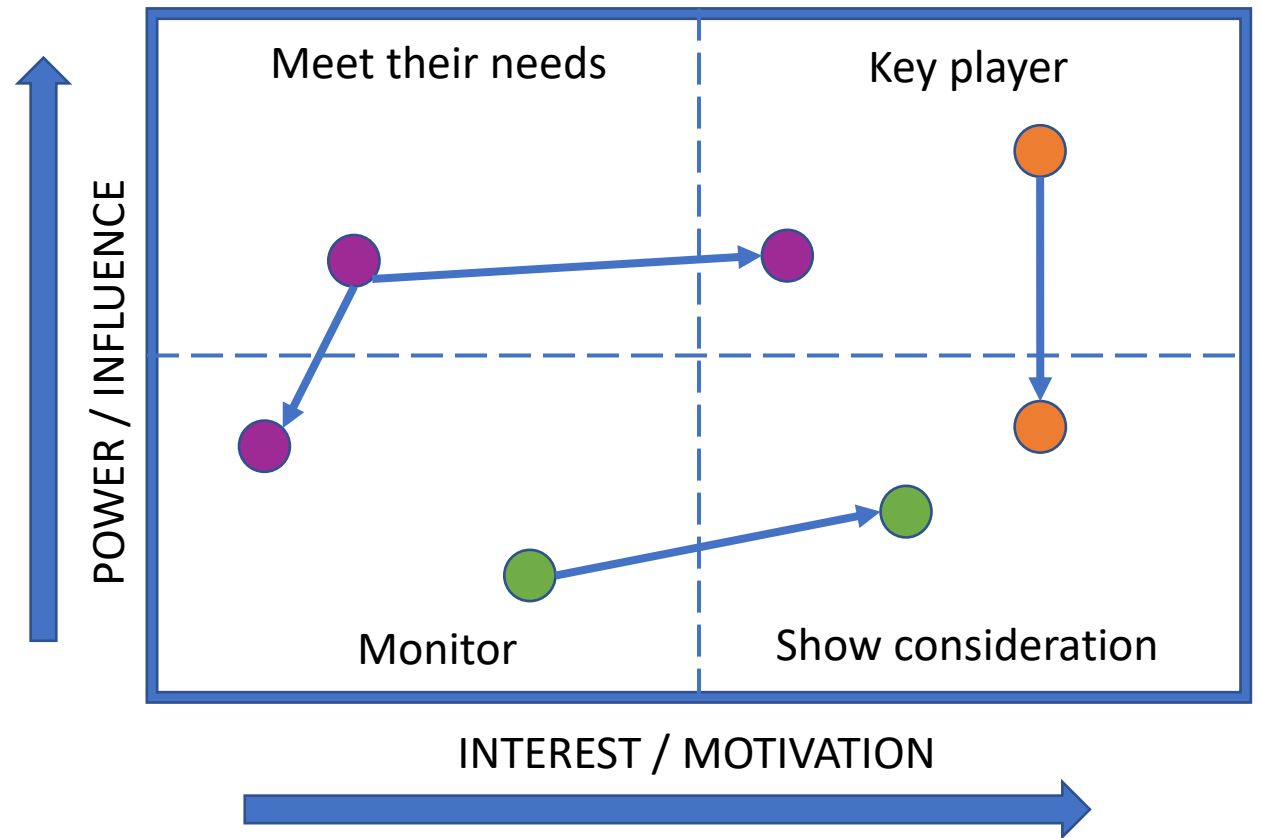 Meet their needs
Key player
POWER / INFLUENCE
Monitor
Show consideration
INTEREST / MOTIVATION